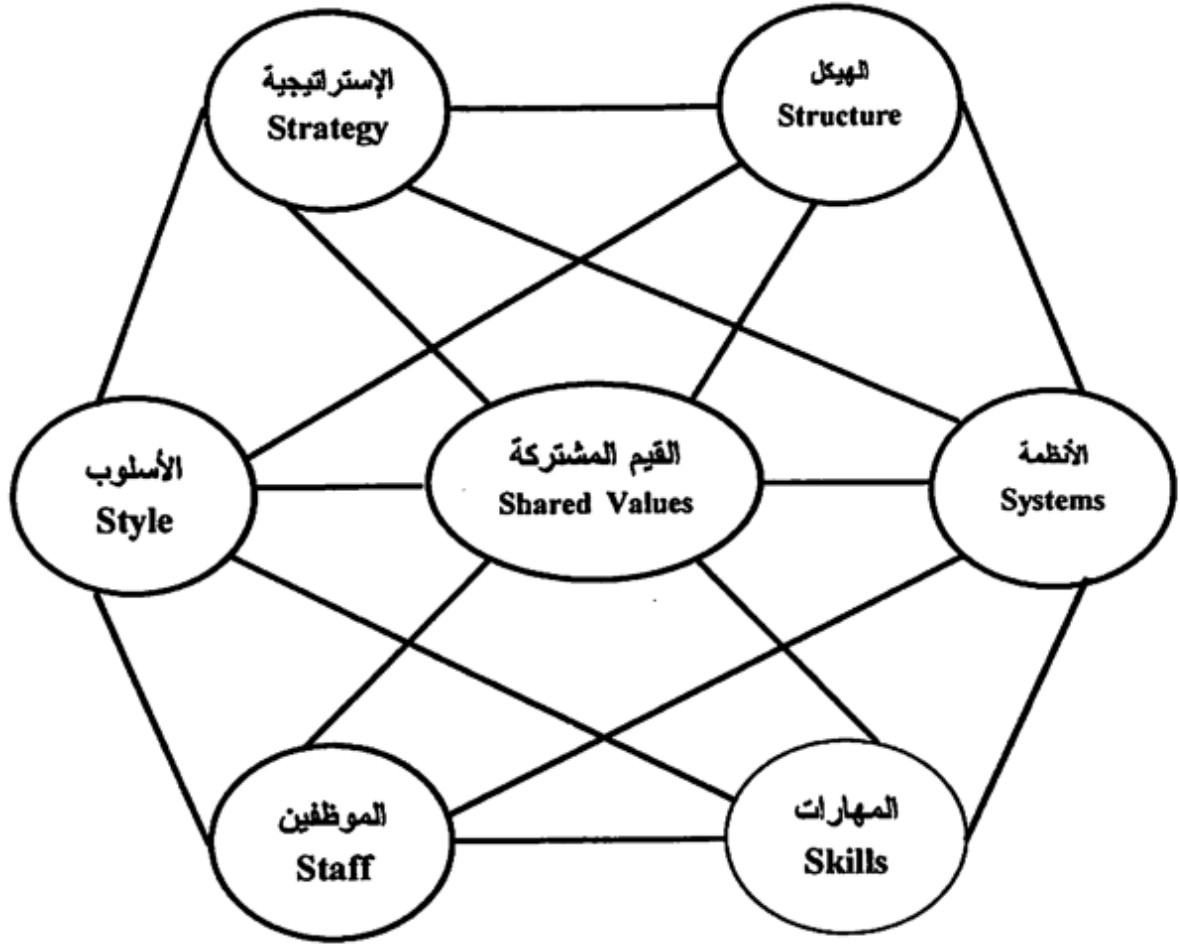 الإستراتيجية
Strategy
الهيكل
Structure
الأسلوب
Style
القيم المشتركة
Shared Values
الأنظمة
Systems
الموظفين
Staff
المهارات
Skills